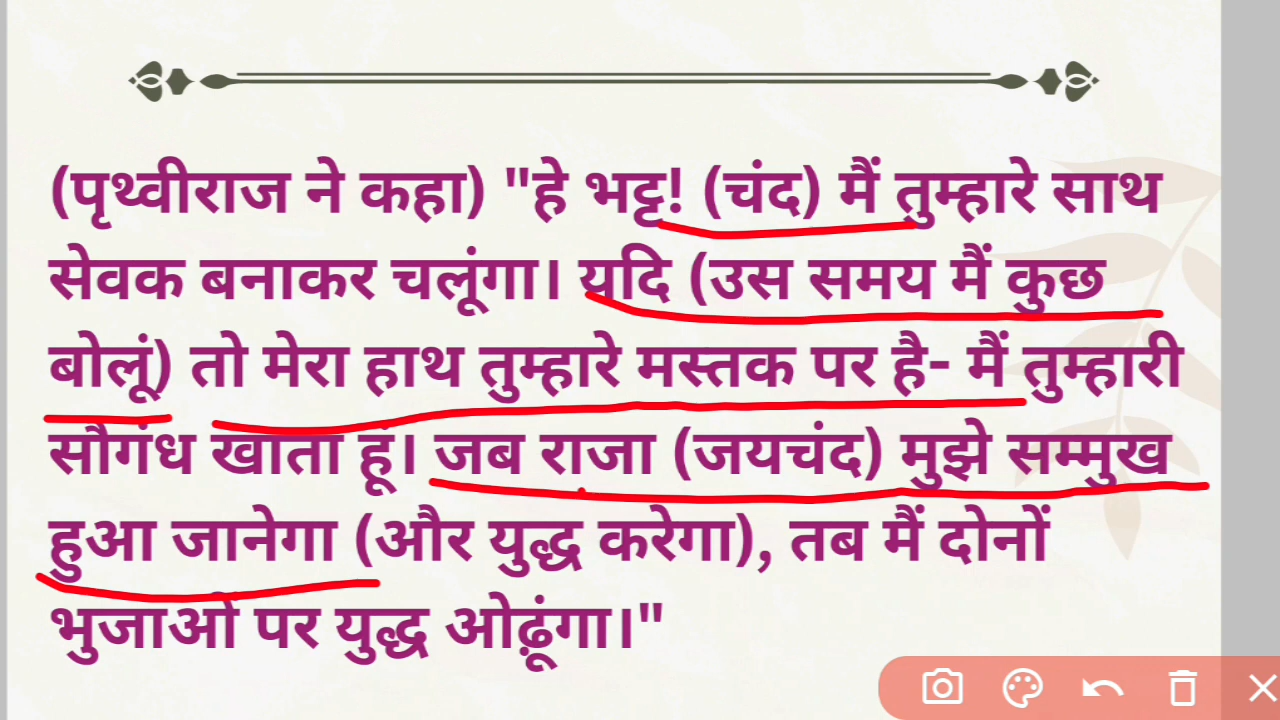 (पृथ्वीराज ने कहा) "हे भट्ट! (चंद) मैं तुम्हारे साथ
सेवक बनाकर चलूंगा। यदि (उस समय मैं कुछ
बोलूं) तो मेरा हाथ तुम्हारे मस्तक पर है- मैं तुम्हारी
सौगंध खाता हूं। जब राजा (जयचंद) मुझे सम्मुख
हुआ जानेगा (और युद्ध करेगा), तब मैं दोनों
भुजाओं पर युद्ध ओढ़ूंगा।"